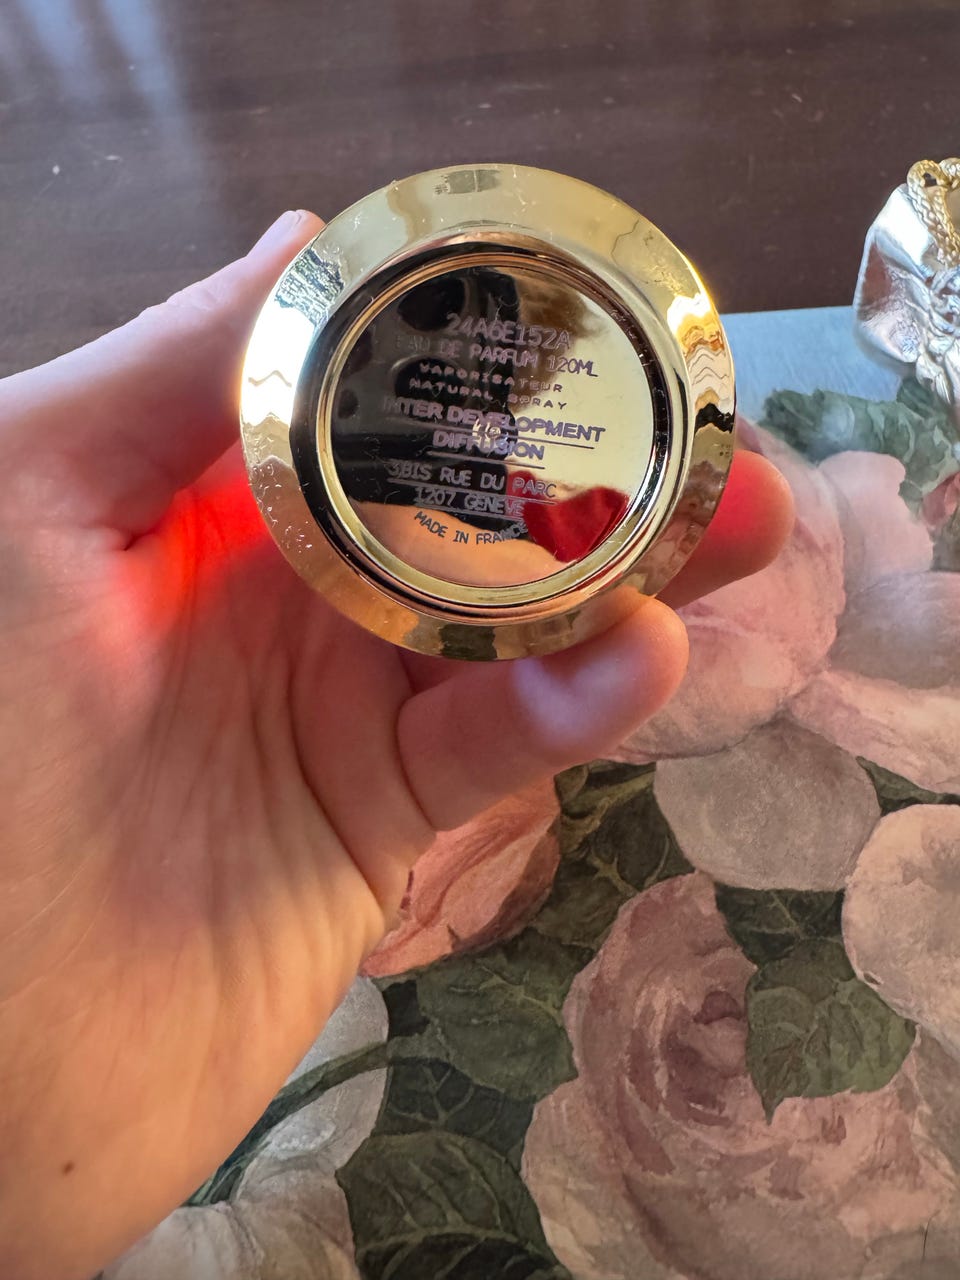 24A6E152A
EAU DE PARFUM 120ML
VAPORISATEUR
NATURAL SPRAY
INTER DEVELOPMENT
DIFFUSION
3BIS RUE DU PARC
1207 GENEVE
MADE IN FRANCE